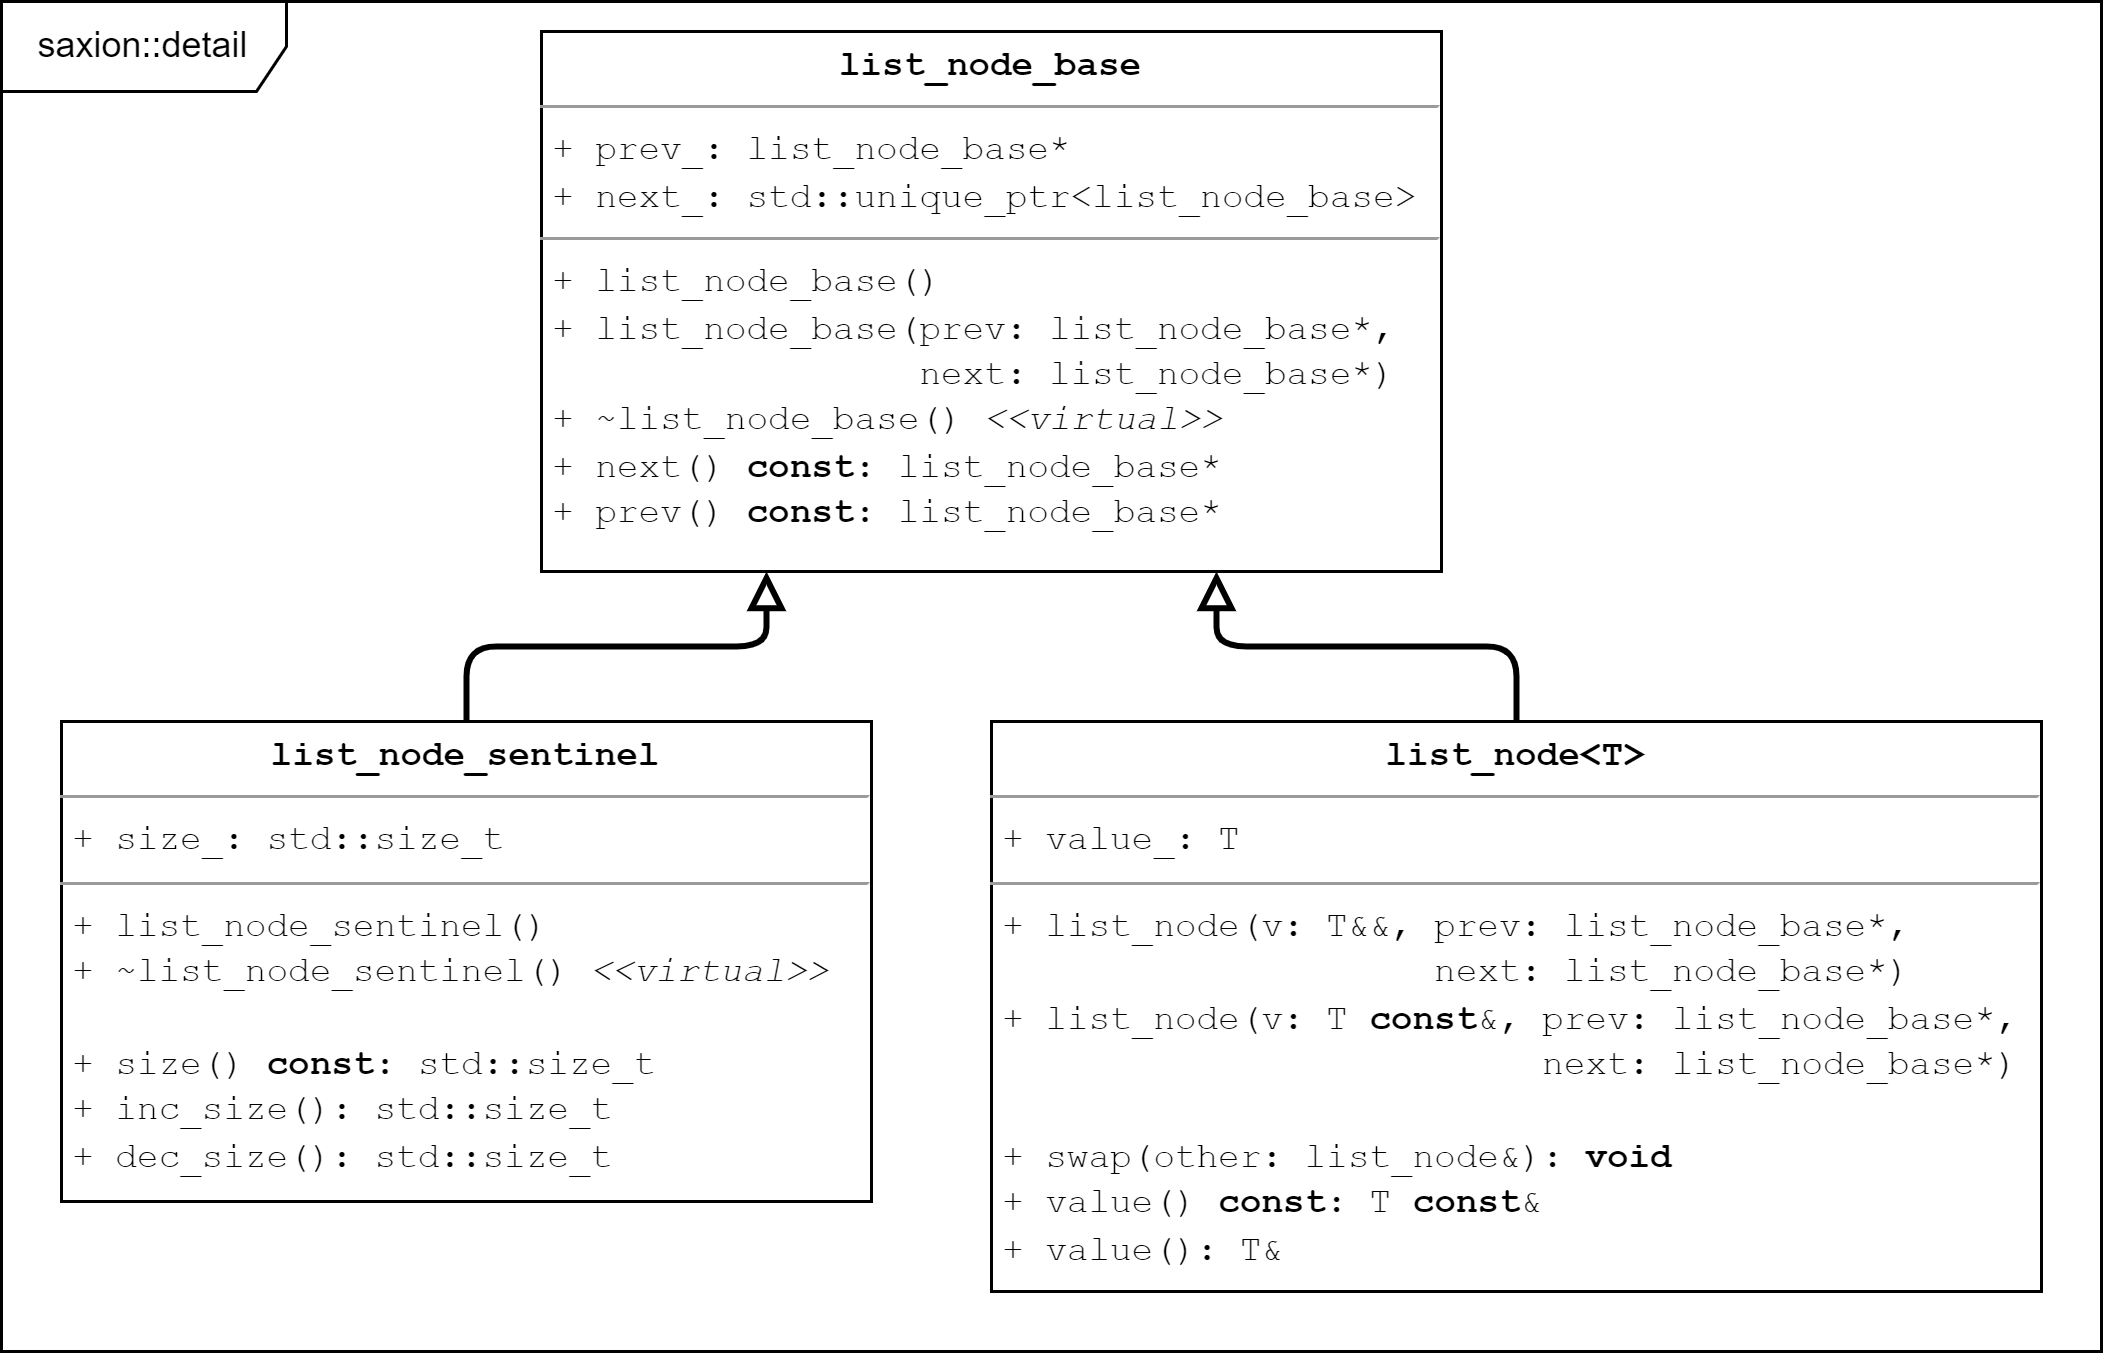 saxion::detail
list_node_base
+ prev_: list_node_base*
+ next_: std::unique_ptr<list_node_base>
+ list_node_base()
+ list_node_base(prev: list_node_base*,
next: list_node_base*)
+ ~list_node_base() <<virtual>>
+ next() const: list_node_base*
+ prev() const: list_node_base*
list_node_sentinel
+ size_: std::size_t
+ list_node_sentinel()
+ ~list_node_sentinel() <<virtual>>
+ size() const: std::size_t
+ inc_size(): std::size_t
+ dec_size(): std::size_t
list_node<T>
+ value_: T
+ list_node(v: T&&, prev: list_node_base*,
next: list_node_base*)
+ list_node(v: T const&, prev: list_node_base*,
next: list_node_base*)
+ swap(other: list_node&): void
+ value() const: T const&
+ value(): T&